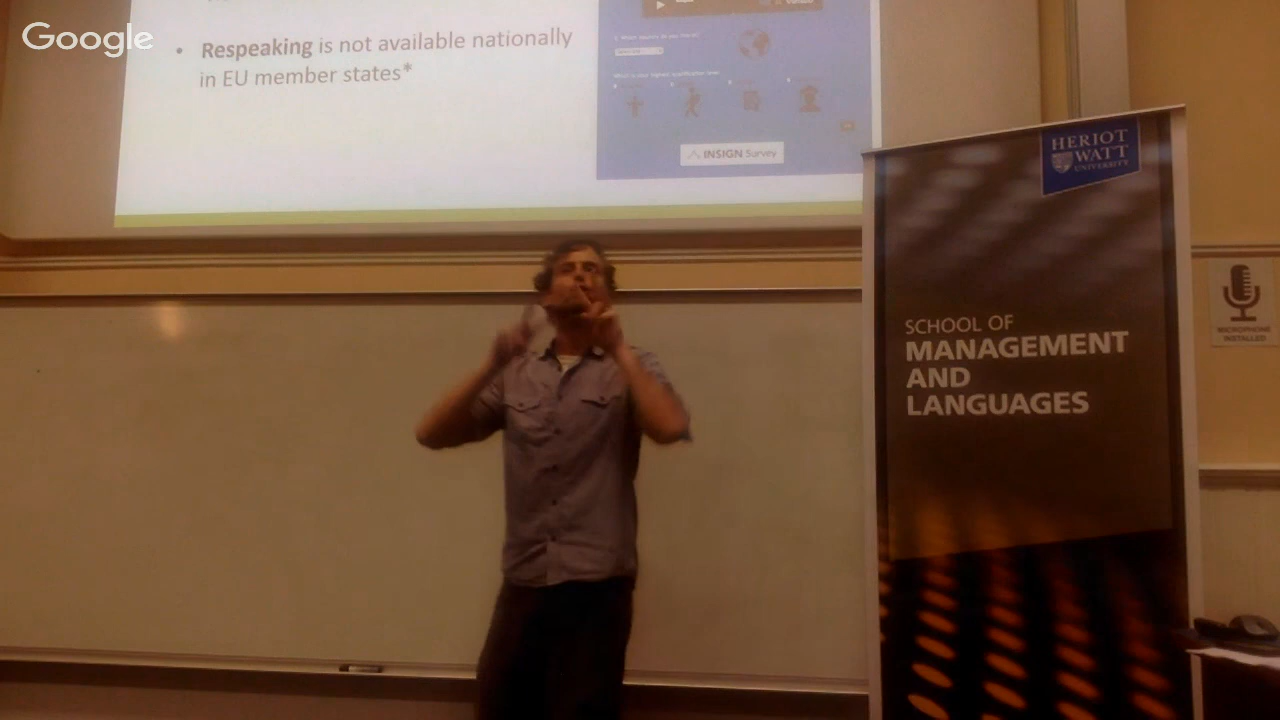 Google
• Respeaking is not available nationally
in EU member states*
INSIGN Survey
HERIOT
WATT
UNIVERSITY
SCHOOL OF
MANAGEMENT
AND
LANGUAGES
MICROPHONE
INSTALLED